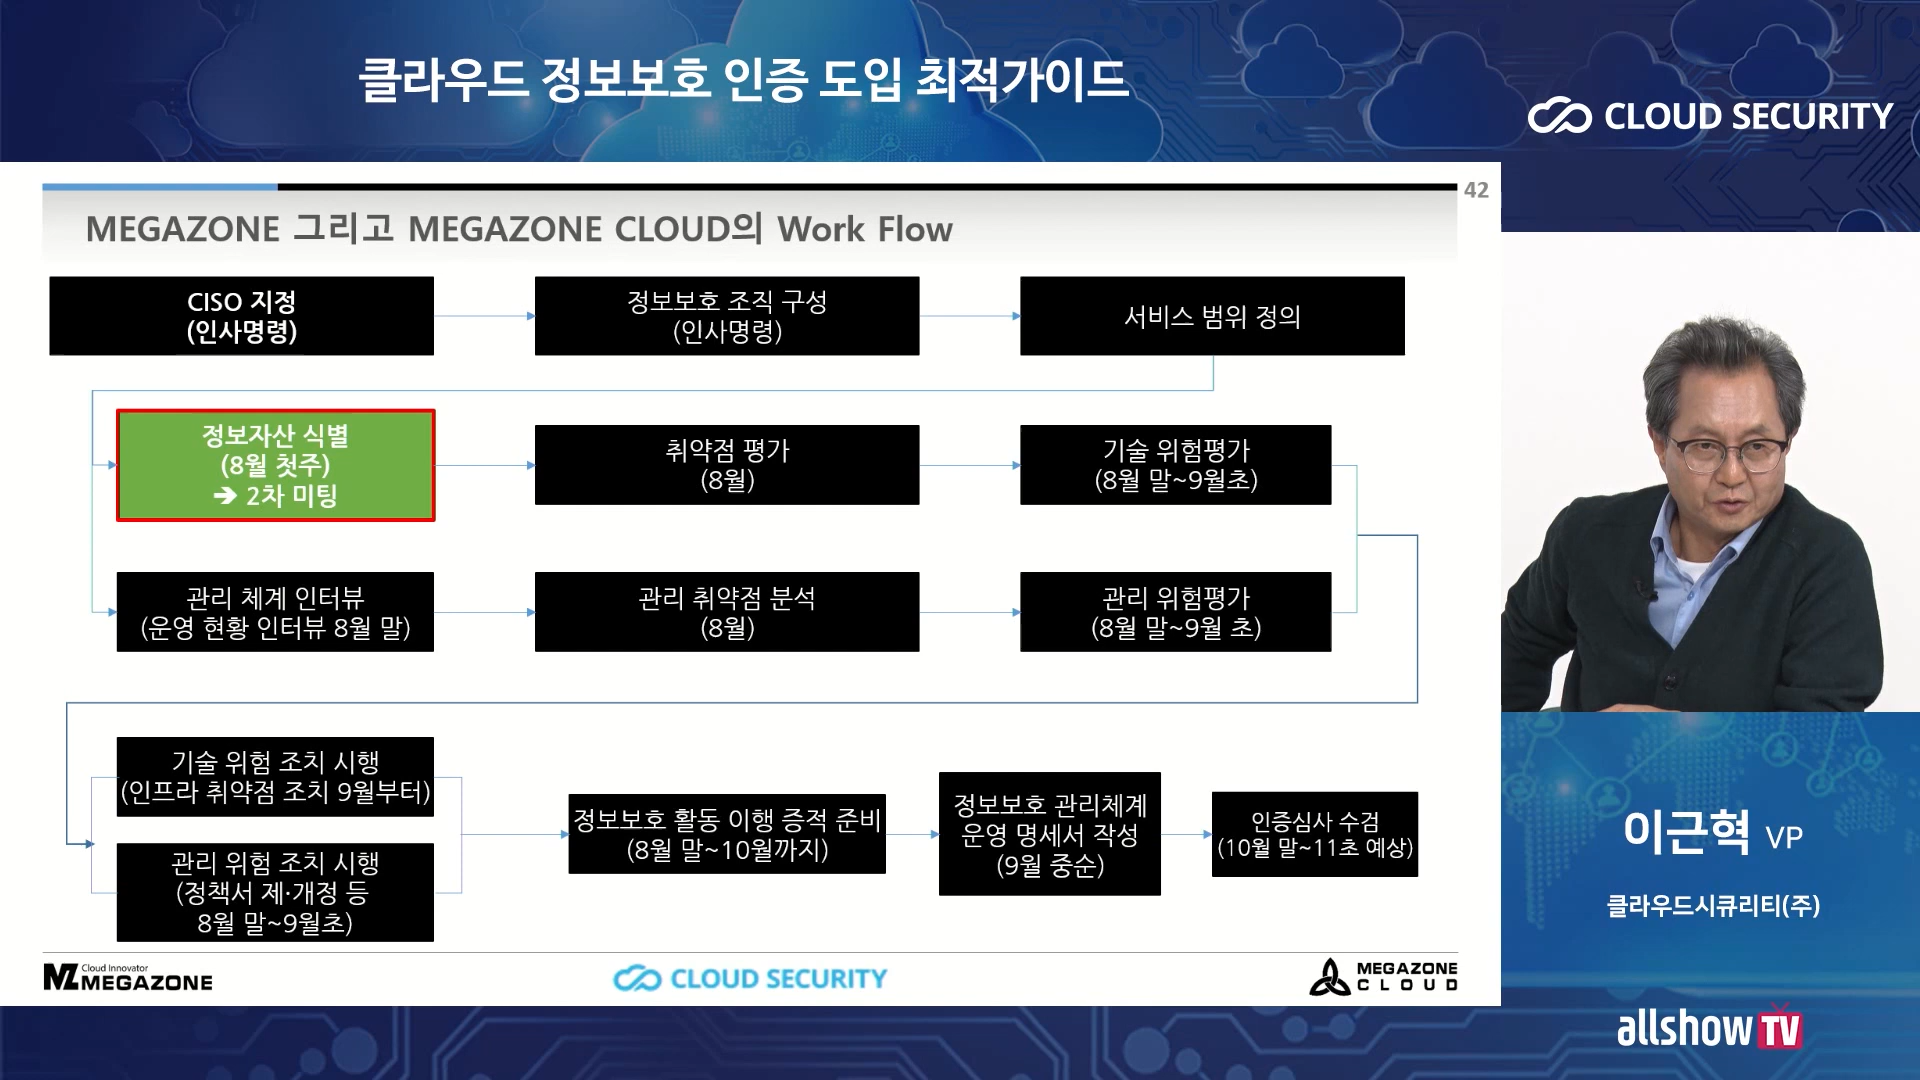 클라우드 정보보호 인증 도입 최적가이드
CLOUD SECURITY
42
MEGAZONE 그리고 MEGAZONE CLOUD의 Work Flow
CISO 지정
(인사명령)
정보보호 조직 구성
(인사명령)
서비스 범위 정의
정보자산 식별
(8월 첫주)
➔ 2차 미팅
취약점 평가
(8월)
기술 위험평가
(8월 말~9월초)
관리 체계 인터뷰
(운영 현황 인터뷰 8월 말)
관리 취약점 분석
(8월)
관리 위험평가
(8월 말~9월 초)
기술 위험 조치 시행
(인프라 취약점 조치 9월부터)
관리 위험 조치 시행
(정책서 제·개정 등
8월 말~9월초)
정보보호 활동 이행 증적 준비
(8월 말~10월까지)
정보보호 관리체계
운영 명세서 작성
(9월 중순)
인증심사 수검
(10월 말~11초 예상)
이근혁 VP
클라우드시큐리티(주)
MZ Cloud Innovator
MEGAZONE
CLOUD SECURITY
MEGAZONE
CLOUD
allshow TV